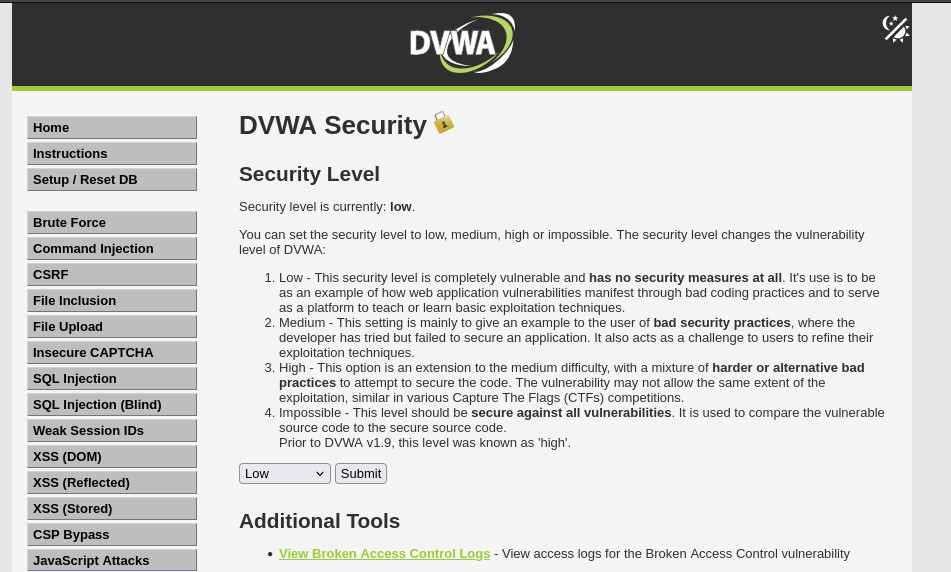 DVWA
Home
Instructions
Setup / Reset DB
Brute Force
Command Injection
CSRF
File Inclusion
File Upload
Insecure CAPTCHA
SQL Injection
SQL Injection (Blind)
Weak Session IDs
XSS (DOM)
XSS (Reflected)
XSS (Stored)
CSP Bypass
JavaScript Attacks
DVWA Security
Security Level
Security level is currently: low.
You can set the security level to low, medium, high or impossible. The security level changes the vulnerability
level of DVWA:
1. Low - This security level is completely vulnerable and has no security measures at all. It's use is to be
as an example of how web application vulnerabilities manifest through bad coding practices and to serve
as a platform to teach or learn basic exploitation techniques.
2. Medium - This setting is mainly to give an example to the user of bad security practices, where the
developer has tried but failed to secure an application. It also acts as a challenge to users to refine their
exploitation techniques.
3. High - This option is an extension to the medium difficulty, with a mixture of harder or alternative bad
practices to attempt to secure the code. The vulnerability may not allow the same extent of the
exploitation, similar in various Capture The Flags (CTFs) competitions.
4. Impossible - This level should be secure against all vulnerabilities. It is used to compare the vulnerable
source code to the secure source code.
Prior to DVWA v1.9, this level was known as 'high'.
Low Submit
Additional Tools
• View Broken Access Control Logs - View access logs for the Broken Access Control vulnerability